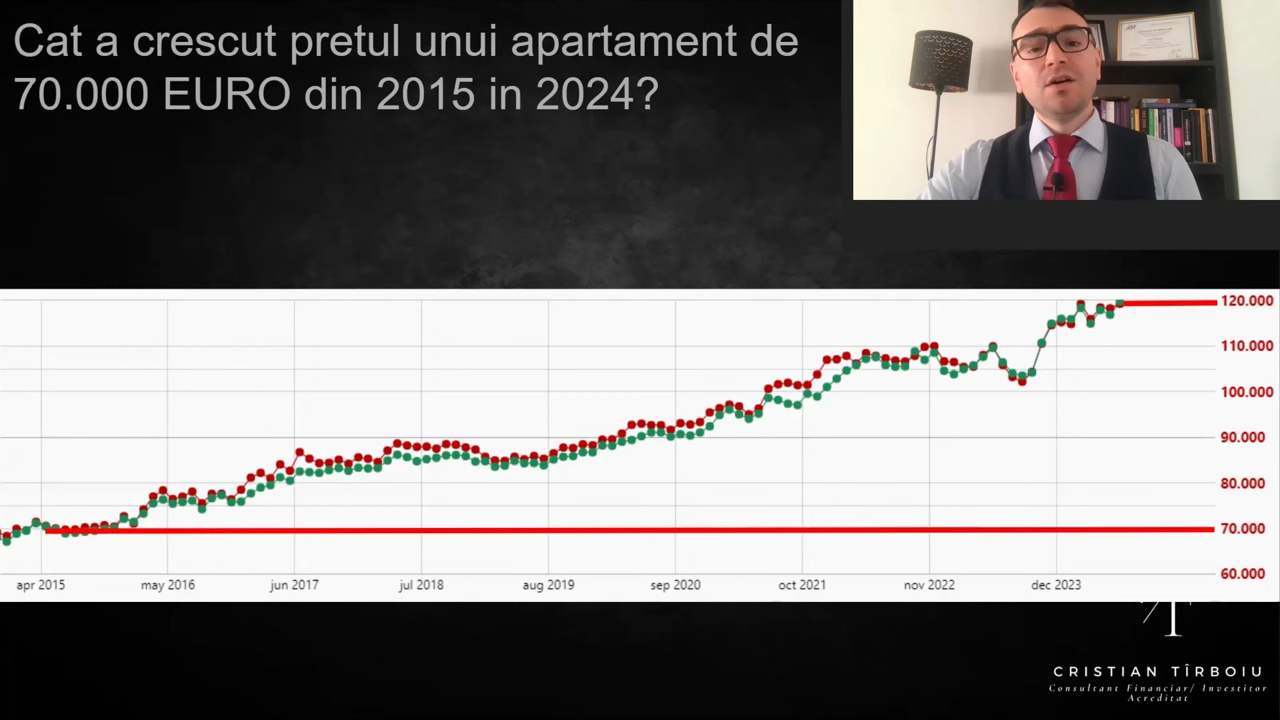 Cat a crescut pretul unui apartament de
70.000 EURO din 2015 in 2024?
120.000
110.000
100.000
90.000
80.000
70.000
60.000
apr 2015 may 2016 jun 2017 jul 2018 aug 2019 sep 2020 oct 2021 nov 2022 dec 2023
CRISTIAN TÎRBOIU
Consultant Financiar/ Investitor
Acreditat